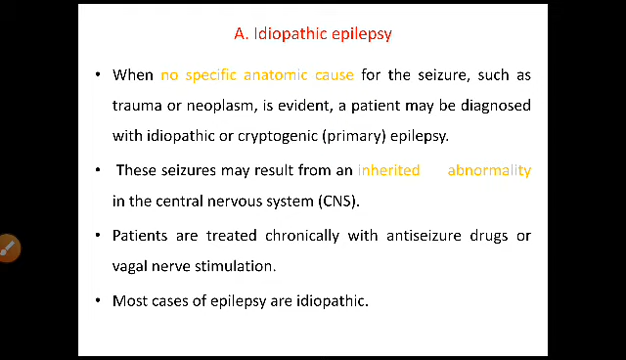 A. Idiopathic epilepsy
• When no specific anatomic cause for the seizure, such as
trauma or neoplasm, is evident, a patient may be diagnosed
with idiopathic or cryptogenic (primary) epilepsy.
• These seizures may result from an inherited abnormality
in the central nervous system (CNS).
• Patients are treated chronically with antiseizure drugs or
vagal nerve stimulation.
• Most cases of epilepsy are idiopathic.